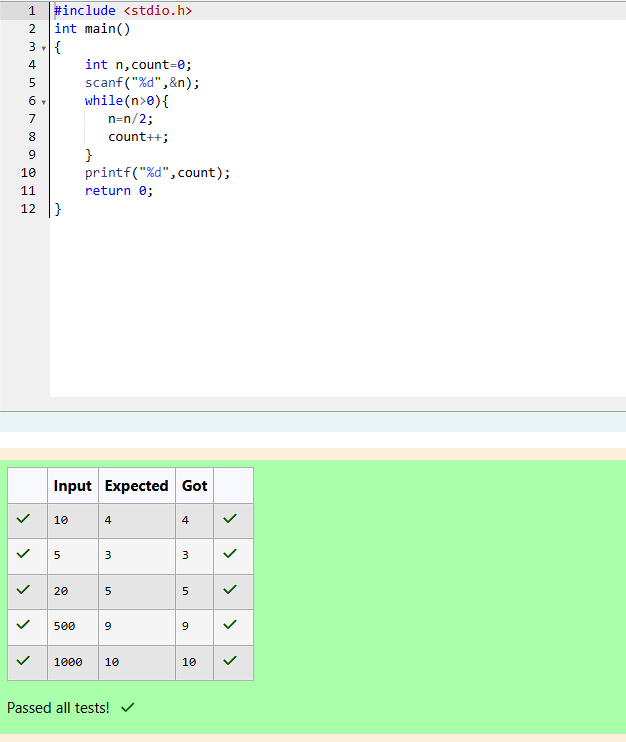 1 #include <stdio.h>
2 int main()
3 {
4     int n,count=0;
5     scanf("%d",&n);
6     while(n>0){
7        n=n/2;
8        count++;
9     }
10     printf("%d",count);
11     return 0;
12 }
Input Expected Got
10 4 4
5 3 3
20 5 5
500 9 9
1000 10 10
Passed all tests!